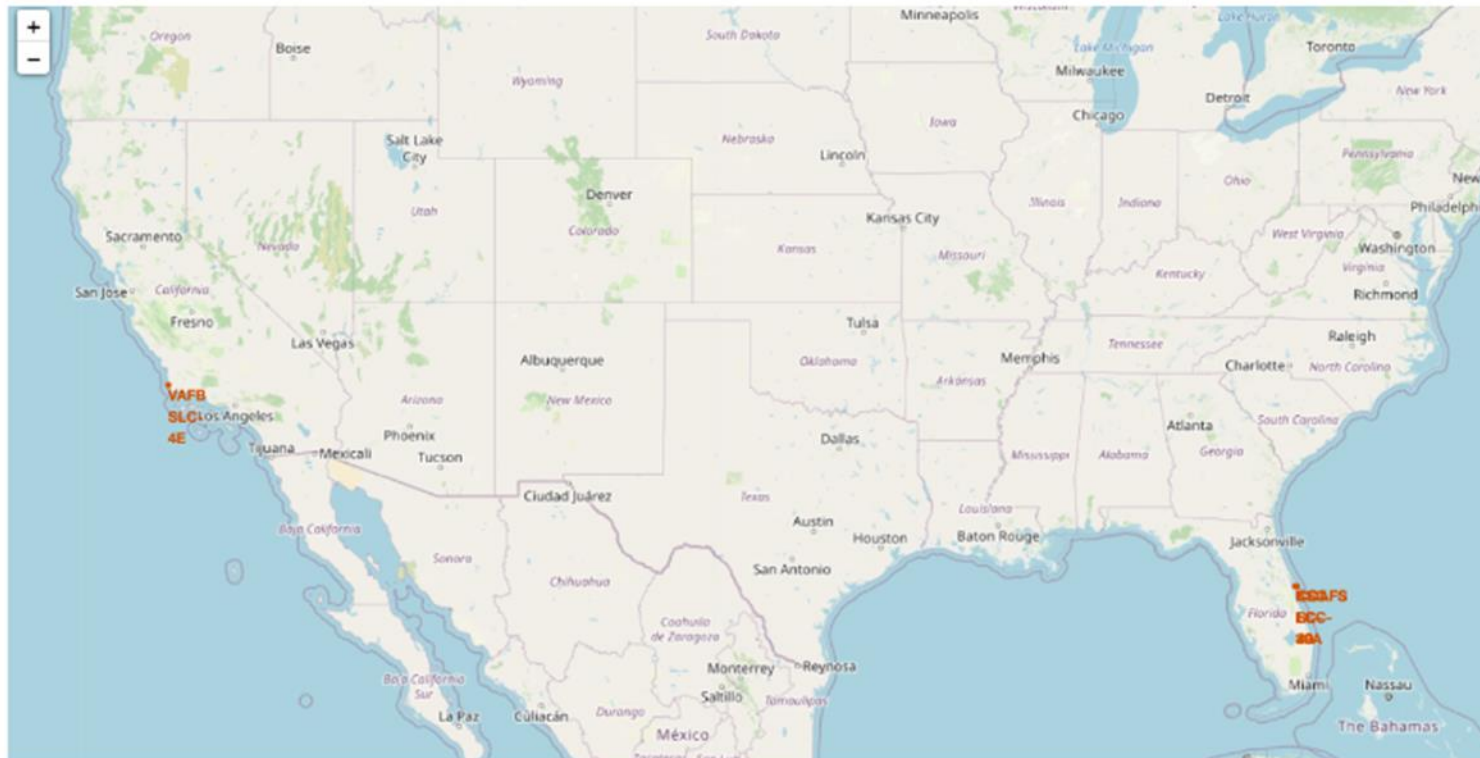 +
−
Oregon
Boise
South Dakota
Minneapolis
Lake Huron
Toronto
Lake Michigan
Milwaukee
Wyoming
New York
Detroit
Chicago
Iowa
Nebraska
Salt Lake
City
Lincoln
Pennsylvania
Ohio
Denver
Illinois
Indiana
Utah
Kansas City
Philadelph
Sacramento
Nevada
Colorado
Kansas
Missouri
West Virginia
Washington
Kentucky
Virginia
San Jose
California
Richmond
Fresno
Las Vegas
Tulsa
Raleigh
Tennessee
Albuquerque
Oklahoma
Memphis
Charlotte
North Carolina
Arkansas
VAFB
SLC-
4E
Los Angeles
Arizona
New Mexico
South Carolina
Atlanta
Phoenix
Dallas
Tijuana
Mexicali
Tucson
Mississippi
Alabama
Georgia
Ciudad Juárez
Texas
Louisiana
Baja California
Austin
Houston
Baton Rouge
Jacksonville
Sonora
Chihuahua
San Antonio
Florida
Coahuila
de Zaragoza
Monterrey
Reynosa
Baja California
Sur
Saltillo
Tamaulipas
Miami
Nassau
La Paz
Culiacán
Durango
México
The Bahamas